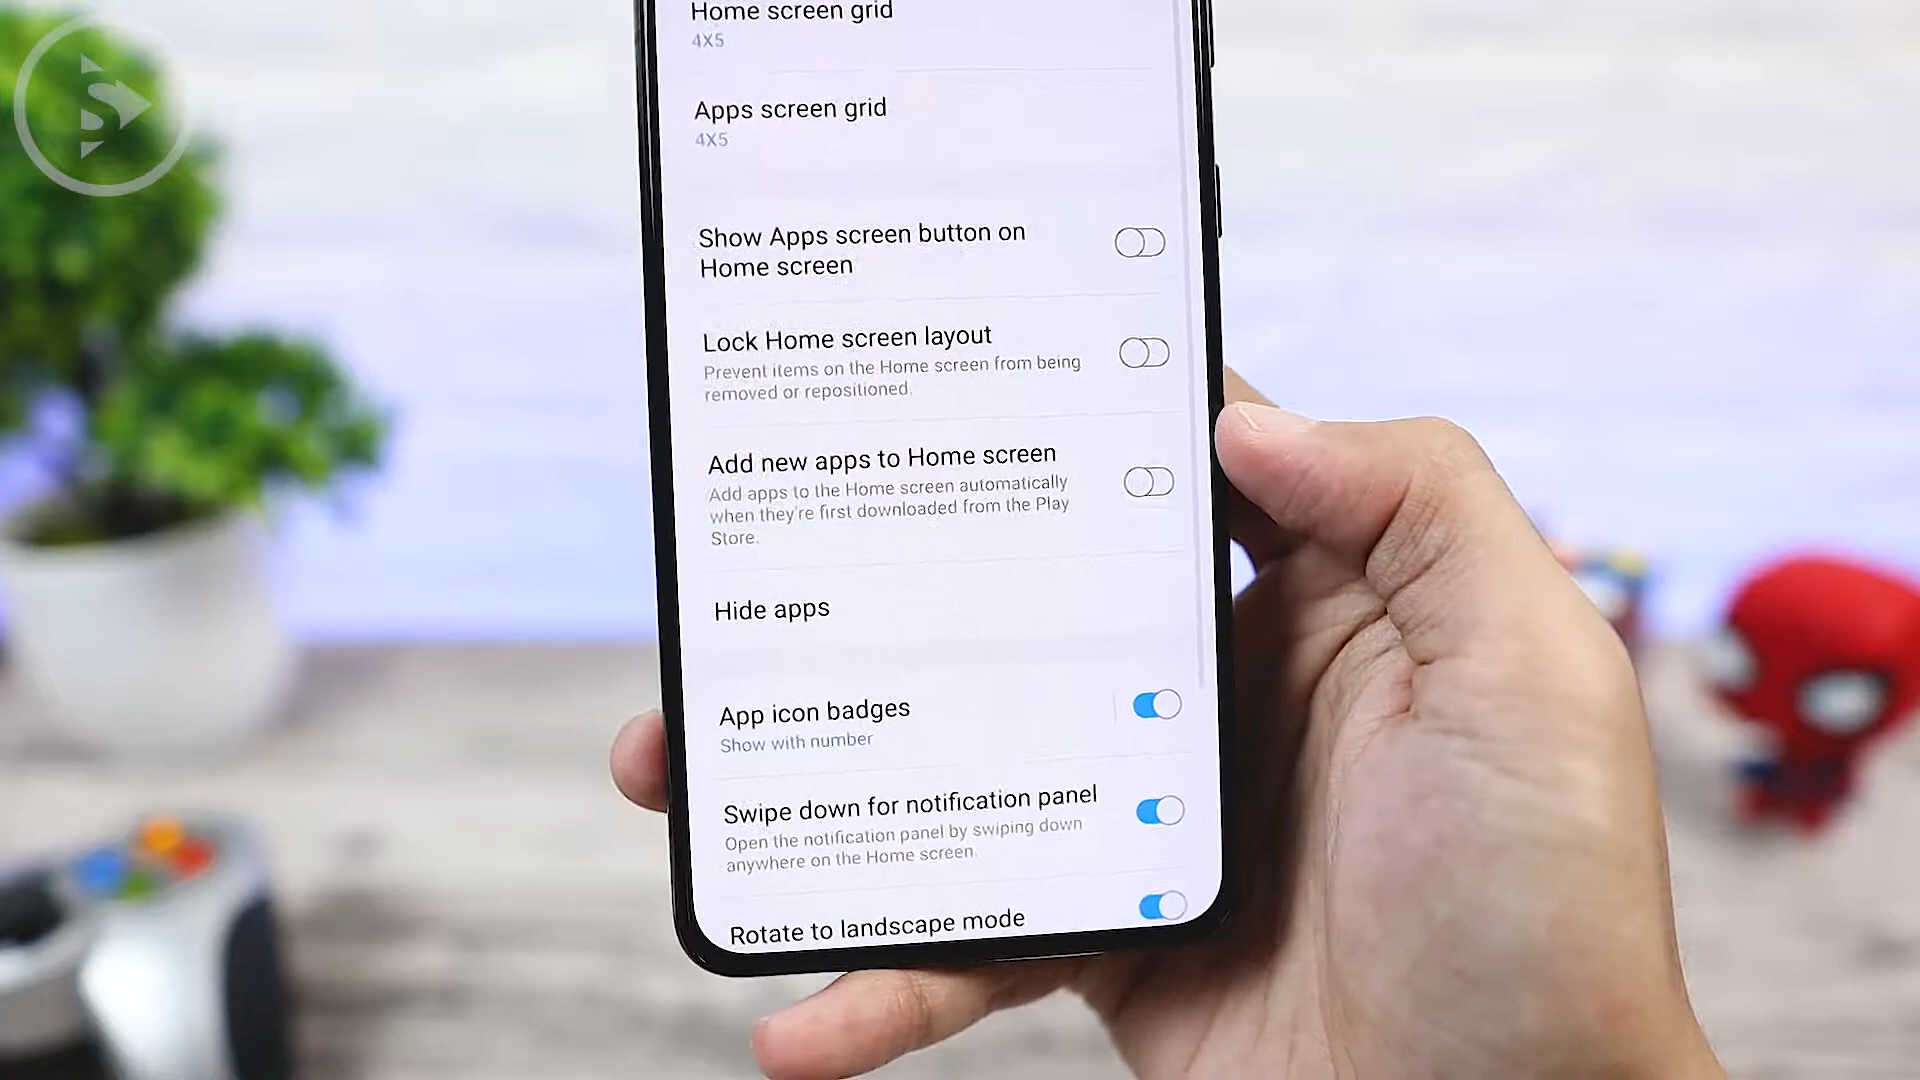 Home screen grid
4X5
Apps screen grid
4X5
Show Apps screen button on
Home screen
Lock Home screen layout
Prevent items on the Home screen from being
removed or repositioned.
Add new apps to Home screen
Add apps to the Home screen automatically
when they're first downloaded from the Play
Store.
Hide apps
App icon badges
Show with number
Swipe down for notification panel
Open the notification panel by swiping down
anywhere on the Home screen.
Rotate to landscape mode
S